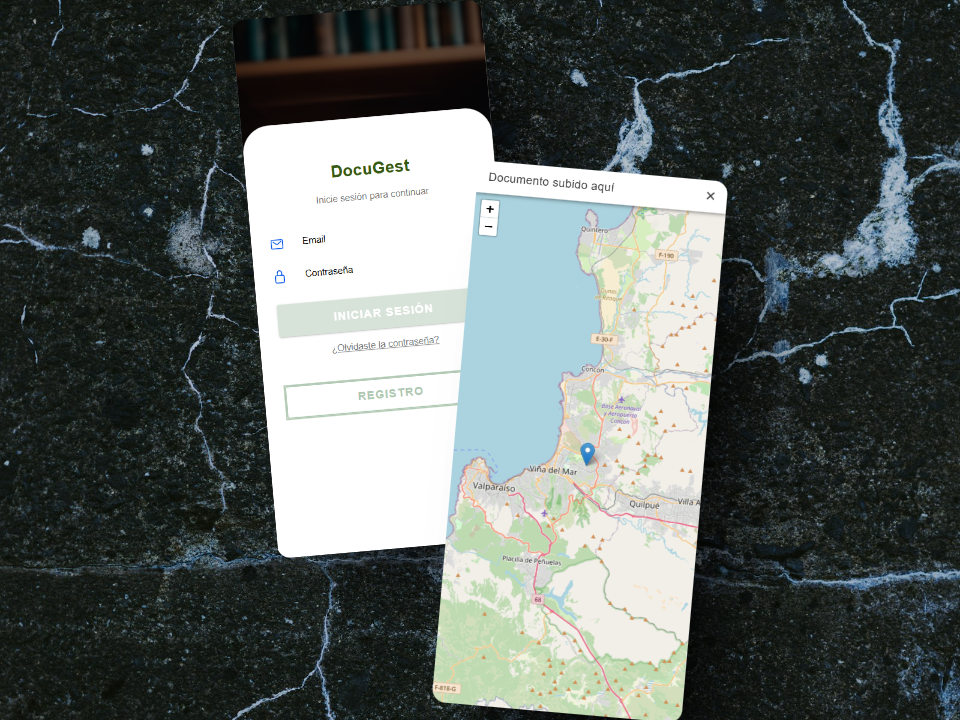 DocuGest
Inicie sesión para continuar
Email
Contraseña
INICIAR SESIÓN
¿Olvidaste la contraseña?
REGISTRO
Documento subido aquí
×
+
−
Quintero
F-190
E-30-F
Concón
Base Aeronaval
y Aeropuerto
Concón
Viña del Mar
Valparaíso
Quilpué
Villa A
Placilla de Peñuelas
68
F-818-G